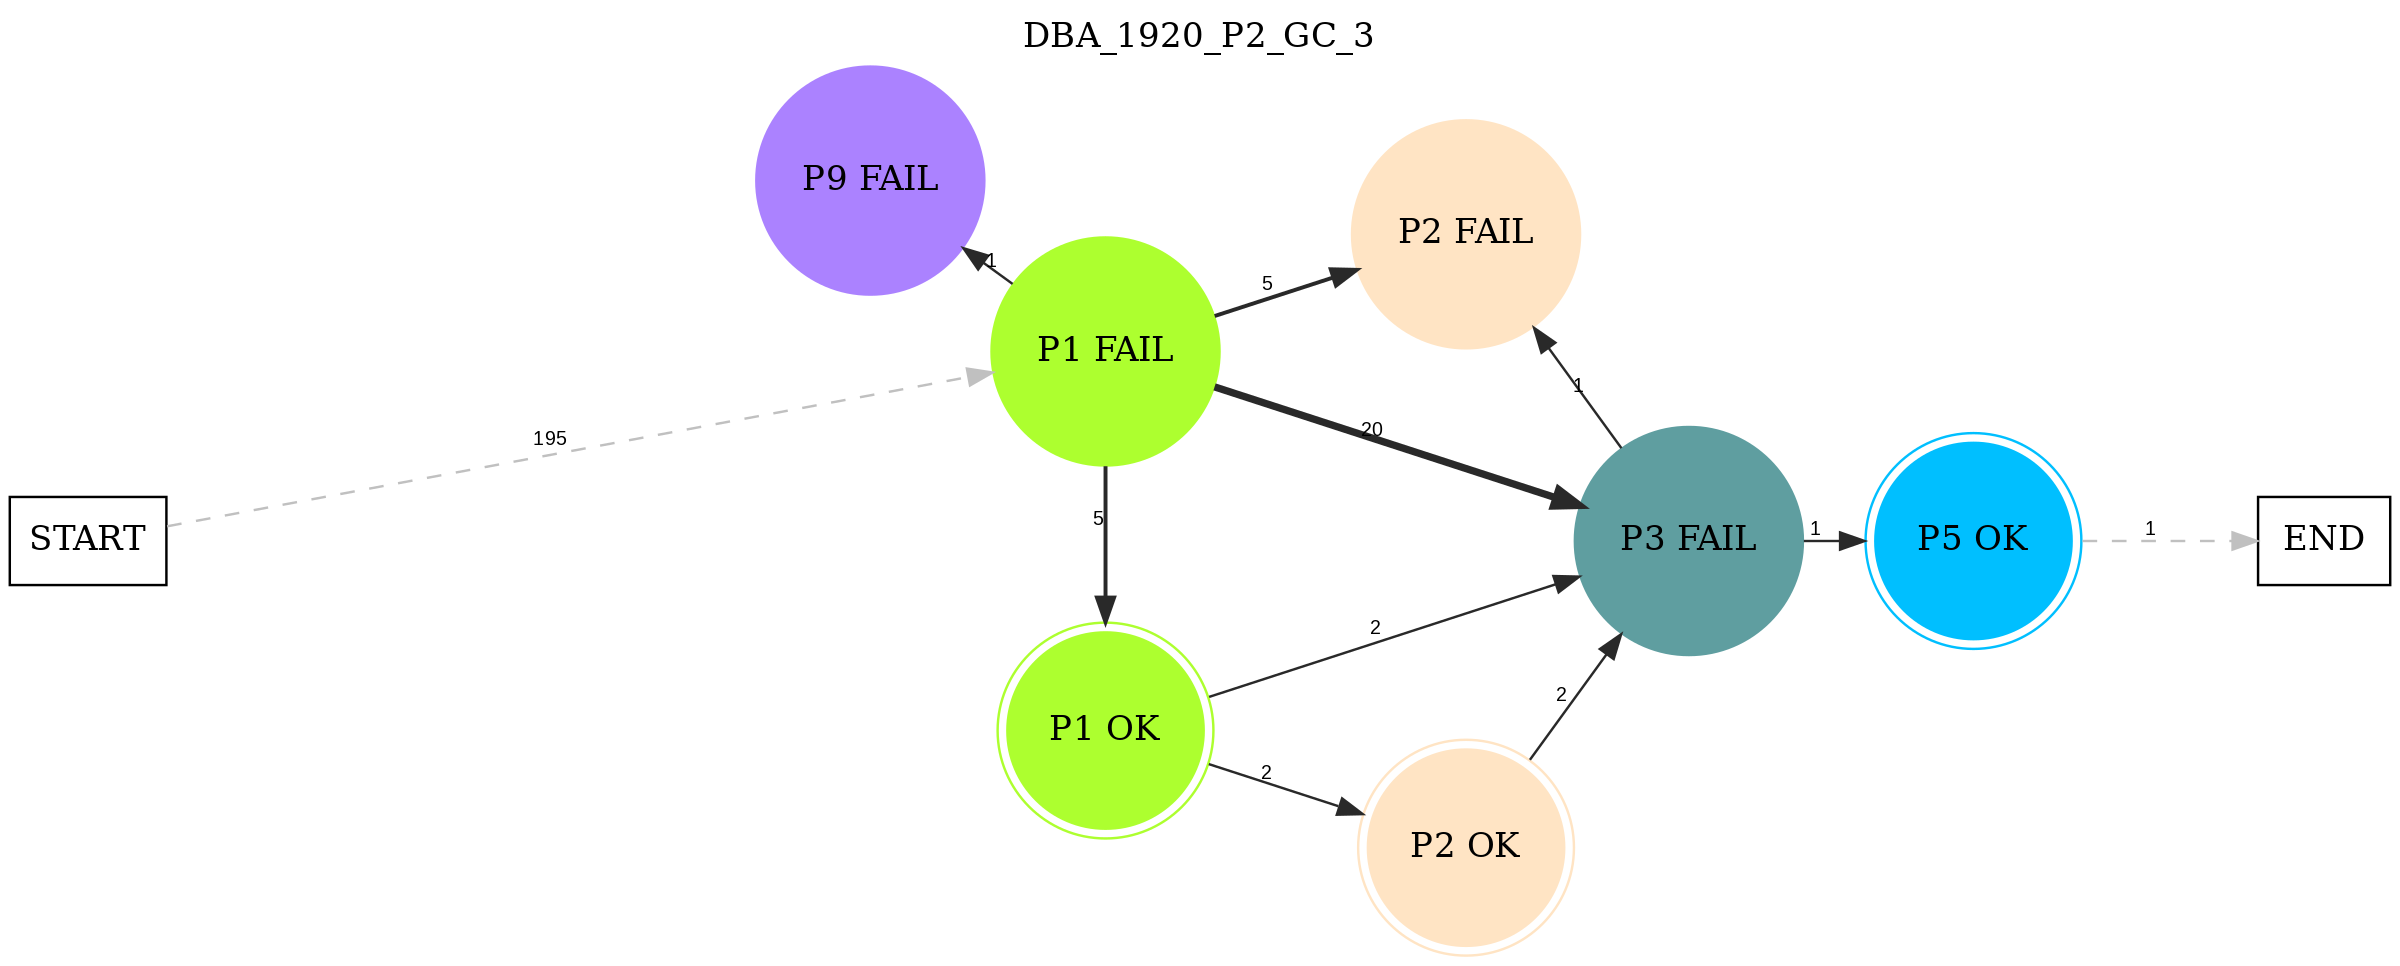 DBA_1920_P2_GC_3
P9 FAIL
P2 FAIL
1
5
P1 FAIL
1
20
195
5
START
P3 FAIL
1
P5 OK
1
END
2
2
P1 OK
2
P2 OK